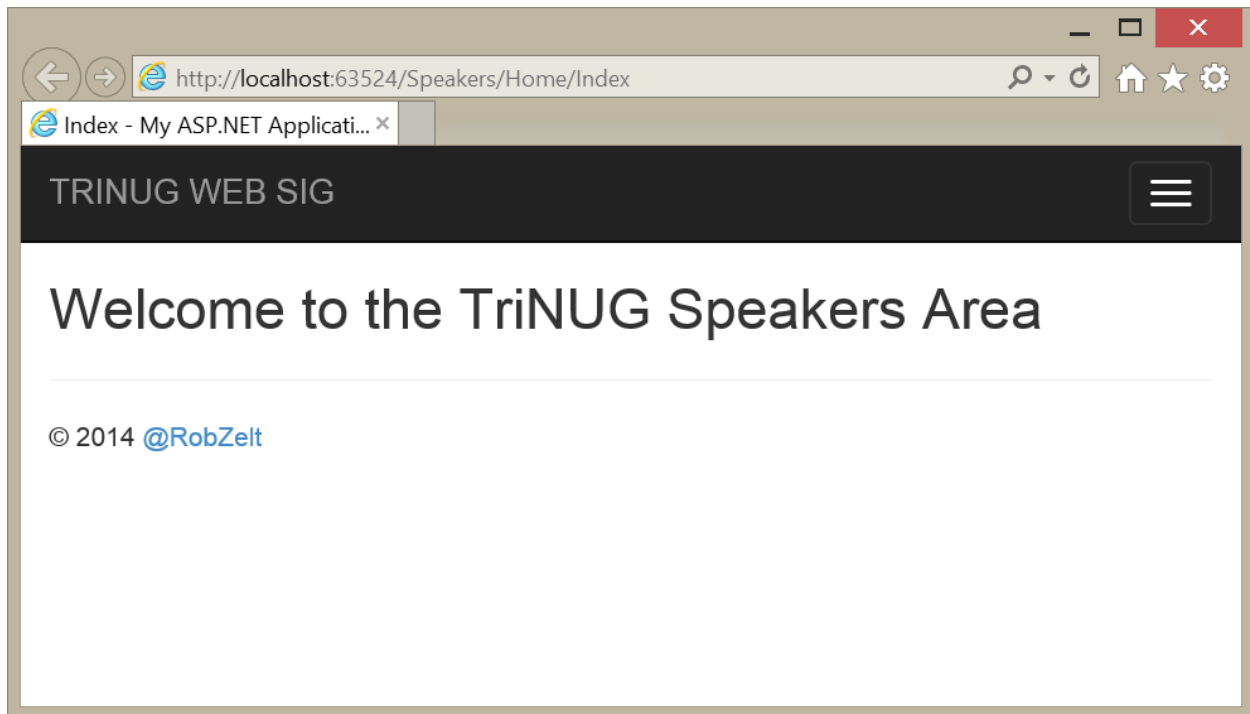 http://localhost:63524/Speakers/Home/Index
Index - My ASP.NET Applicati...
TRINUG WEB SIG
Welcome to the TriNUG Speakers Area
© 2014 @RobZelt